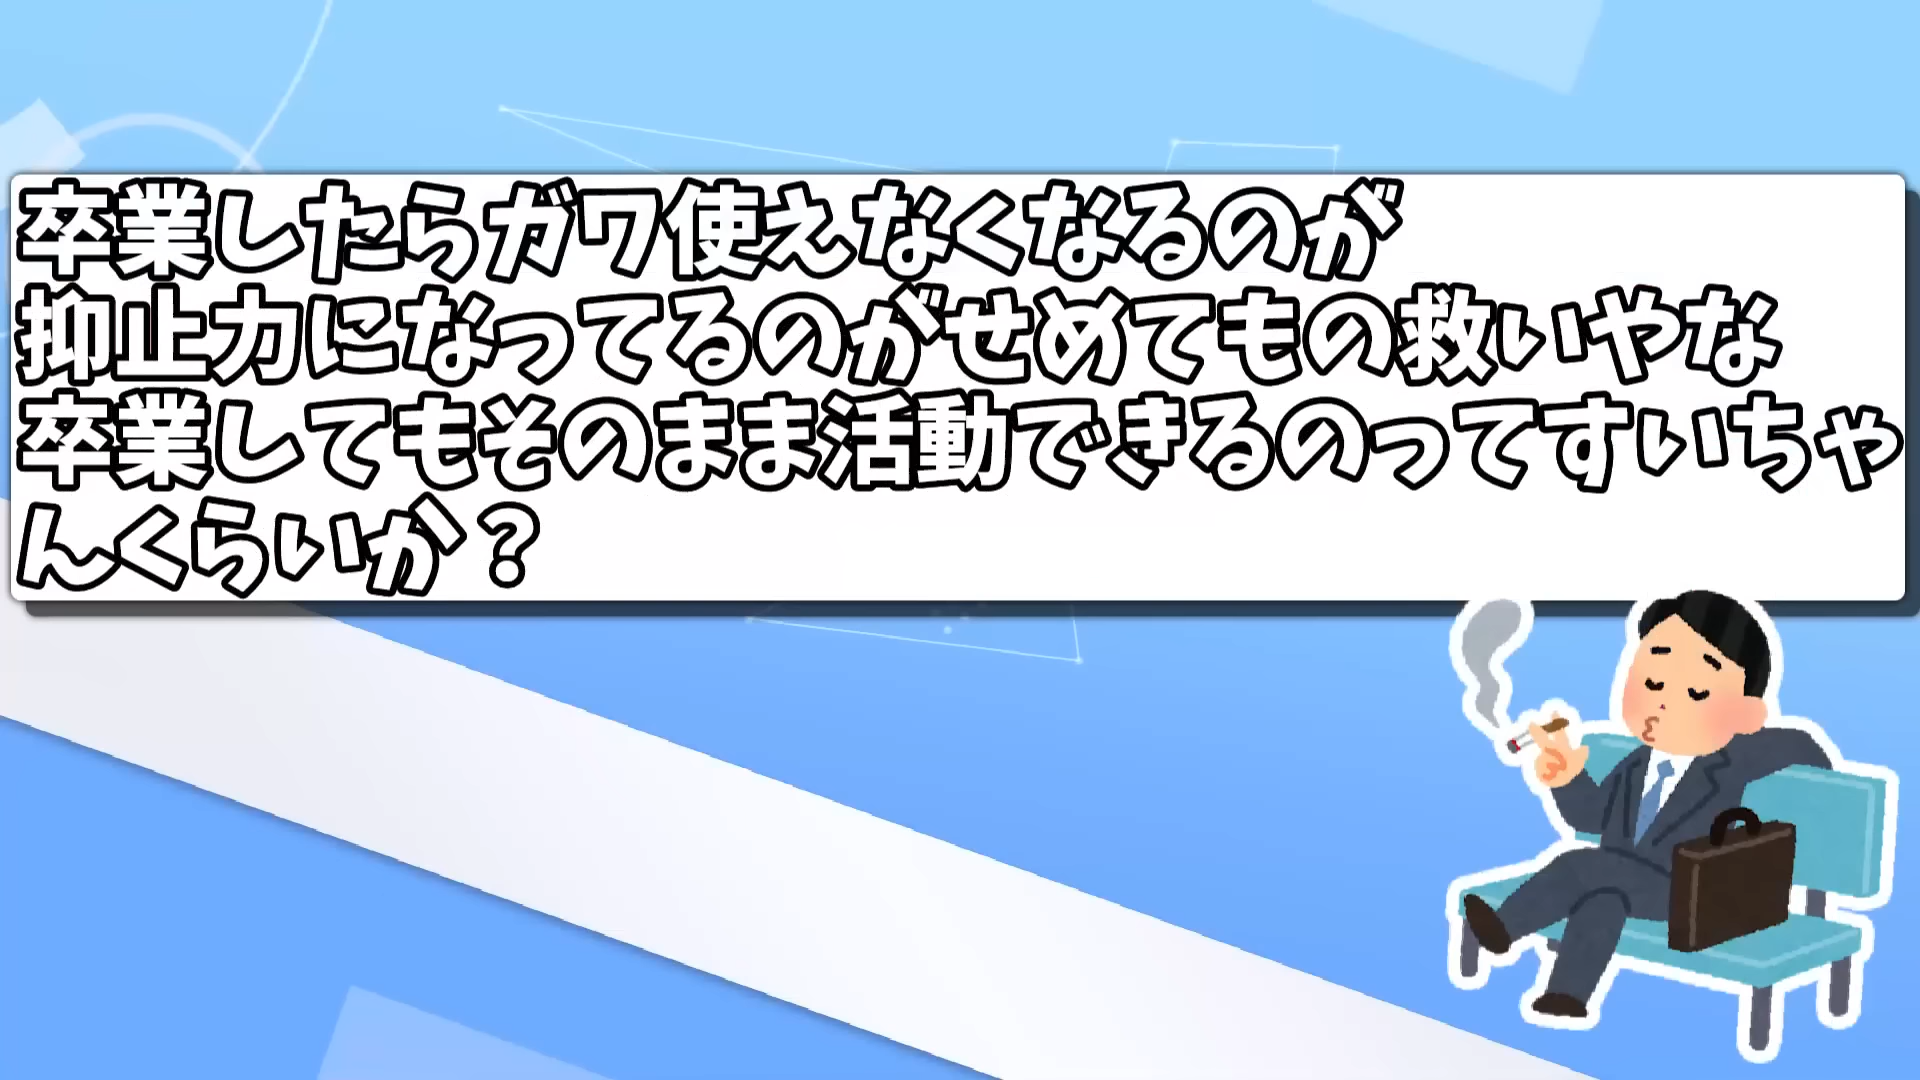 卒業したらガワ使えなくなるのが
抑止力になってるのがせめてもの救いやな
卒業してもそのまま活動できるのってすいちゃ
んくらいか？